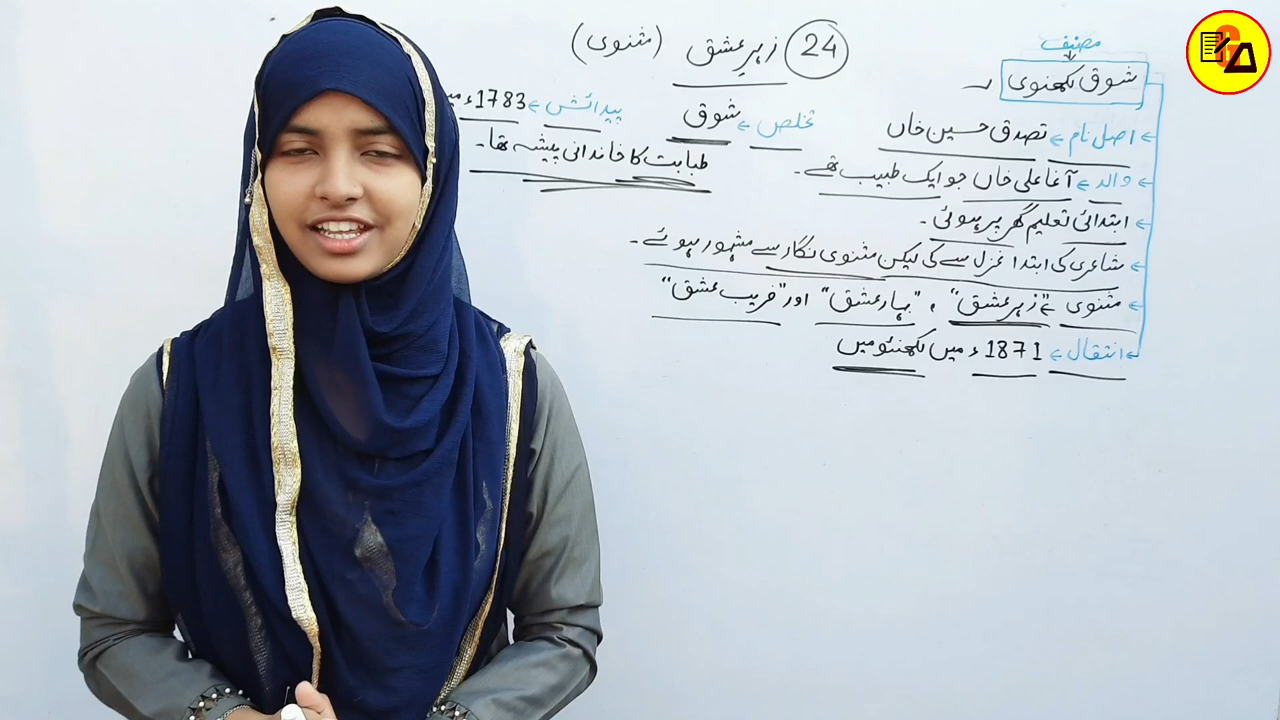 24 زہرِ عشق (مثنوی)
مصنف
شوق لکھنوی
اصل نام ← تصدق حسین خاں
تخلص ← شوق
پیدائش ← 1783ء
والد ← آغا علی خاں جو ایک طبیب تھے۔
طبابت کا خاندانی پیشہ تھا۔
ابتدائی تعلیم گھر پر ہوئی۔
شاعری کی ابتدا غزل سے کی لیکن مثنوی نگار سے مشہور ہوئے۔
مثنوی ← "زہر عشق" ، "بہار عشق" اور "فریب عشق"
انتقال ← 1871ء میں لکھنئو میں